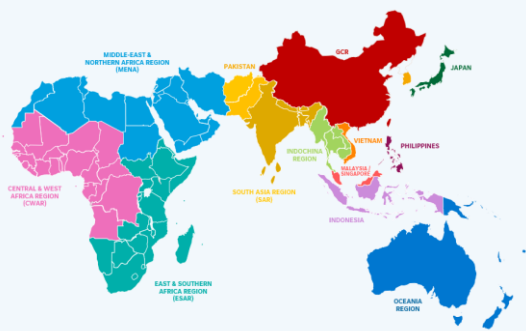 MIDDLE-EAST &
NORTHERN AFRICA REGION
(MENA)
PAKISTAN
GCR
JAPAN
VIETNAM
PHILIPPINES
INDOCHINA
REGION
MALAYSIA /
SINGAPORE
CENTRAL & WEST
AFRICA REGION
(CWAR)
SOUTH ASIA REGION
(SAR)
INDONESIA
EAST & SOUTHERN
AFRICA REGION
(ESAR)
OCEANIA
REGION